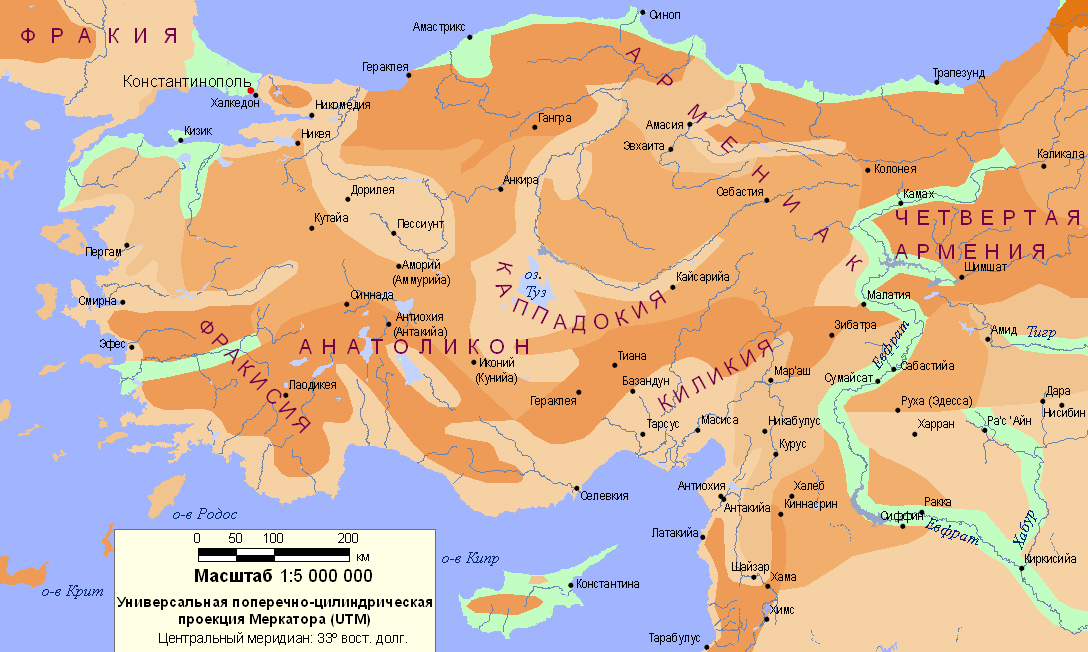 Синоп
Амастрикс
ФРАКИЯ
Гераклея
Трапезунд
Константинополь
Халкедон
Никомедия
Гангра
Амасия
АРМЕНИАК
Кизик
Никея
Эвхаита
Каликала
Колонея
Анкира
Себастия
Камах
Дорилея
ЧЕТВЕРТАЯ
АРМЕНИЯ
Кутайа
Пессиунт
Пергам
Аморий
(Аммурийа)
оз.
Туз
Кайсарийа
Шимшат
КАППАДОКИЯ
Смирна
Синнада
Малатия
Антиохия
(Антакийа)
Зибатра
Евфрат
Амид
Тигр
Эфес
ФРАКИСИЯ
АНАТОЛИКОН
Иконий
(Кунийа)
Тиана
КИЛИКИЯ
Мар'аш
Сумайсат
Сабастийа
Лаодикея
Базандун
Гераклея
Руха (Эдесса)
Дара
Нисибин
Тарсус
Масиса
Никабулус
Харран
Ра'с 'Айн
Курус
Селевкия
Антиохия
Антакийа
Халеб
Киннасрин
Ракка
Сиффин
Евфрат
Хабур
о-в Родос
Латакийа
о-в Кипр
Киркисийа
Шайзар
Хама
Константина
о-в Крит
Химс
Тарабулус
0 50 100 200
км
Масштаб 1:5 000 000
Универсальная поперечно-цилиндрическая
проекция Меркатора (UTM)
Центральный меридиан: 33º вост. долг.